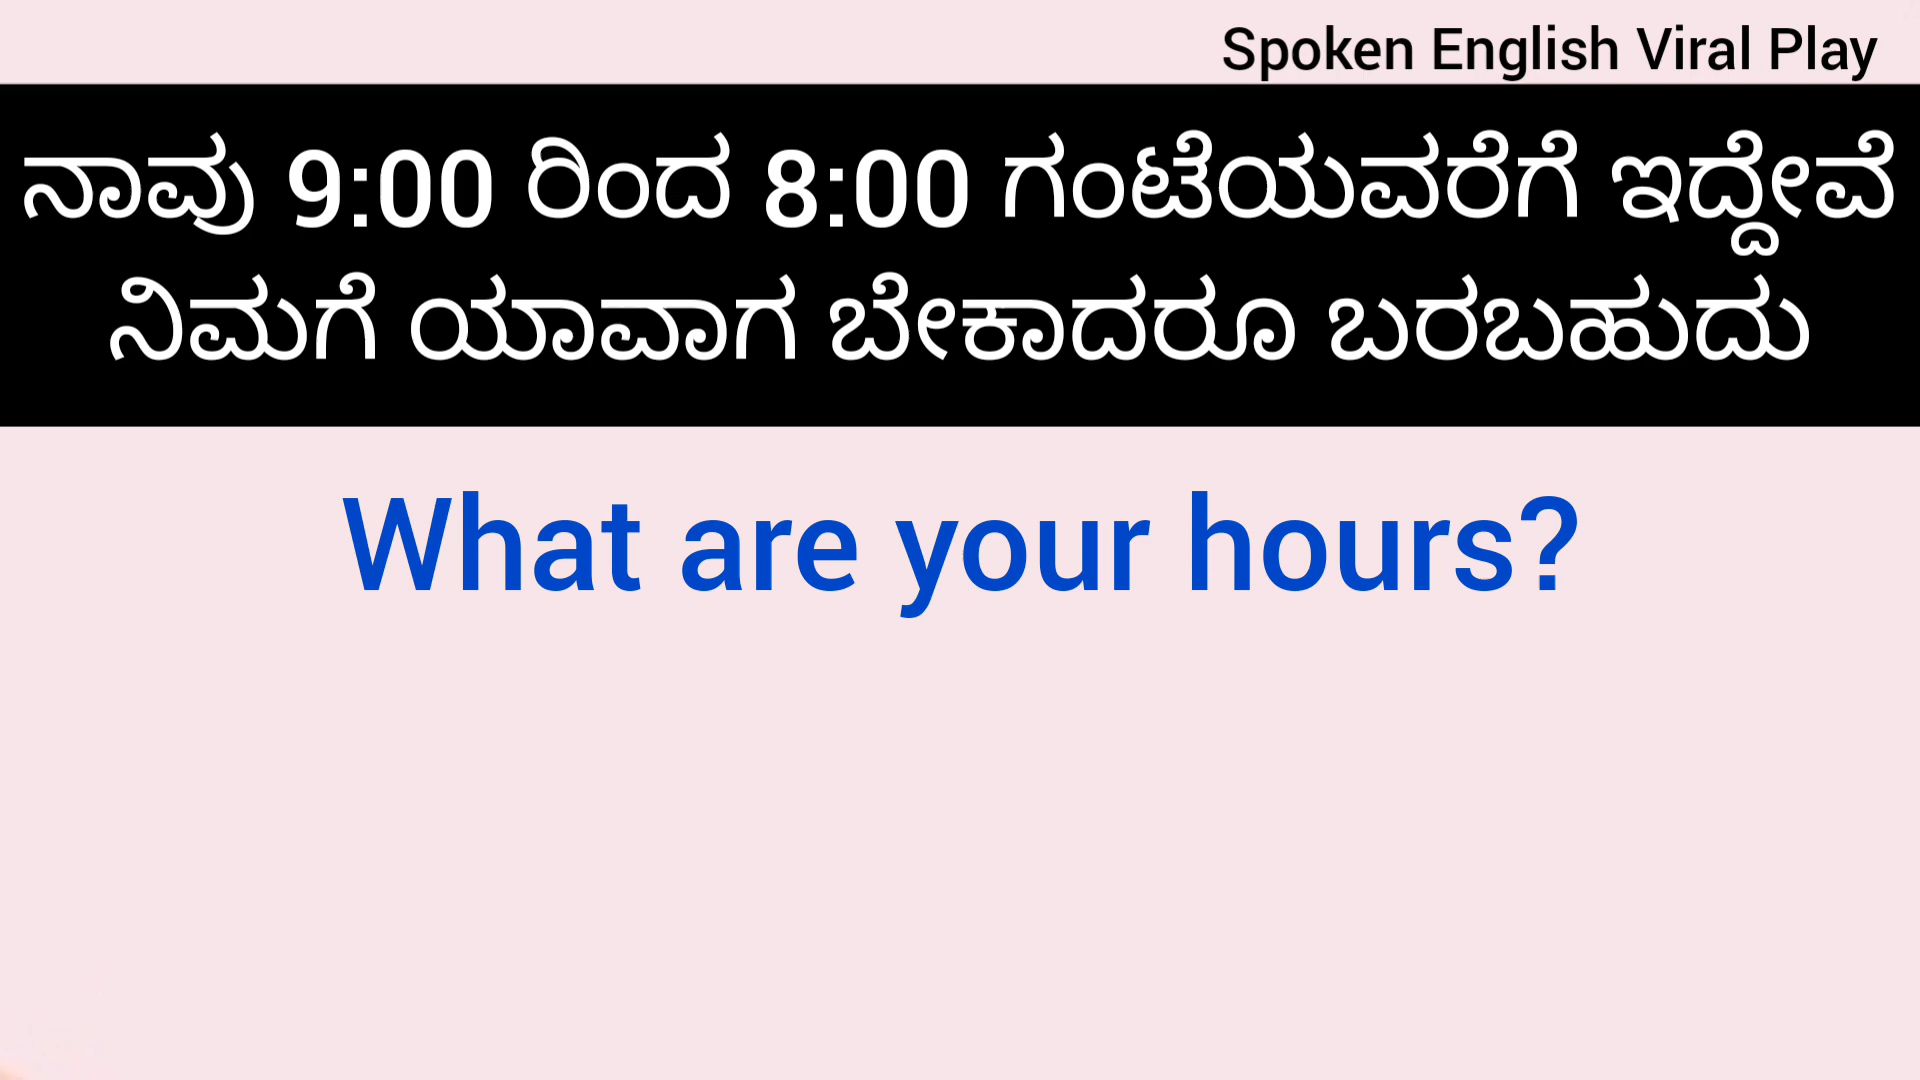 Spoken English Viral Play
ನಾವು 9:00 ರಿಂದ 8:00 ಗಂಟೆಯವರೆಗೆ ಇದ್ದೇವೆ
ನಿಮಗೆ ಯಾವಾಗ ಬೇಕಾದರೂ ಬರಬಹುದು
What are your hours?